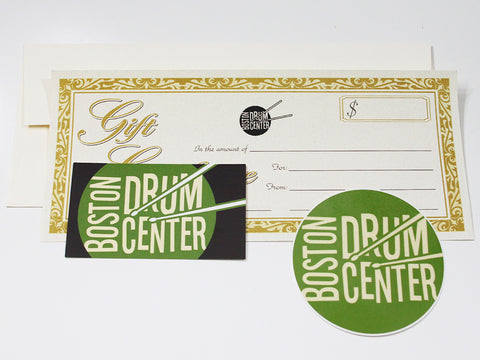 Gift
$
BOSTON
DRUM
CENTER
In the amount of
For:
From:
BOSTON
DRUM
CENTER
BOSTON
DRUM
CENTER